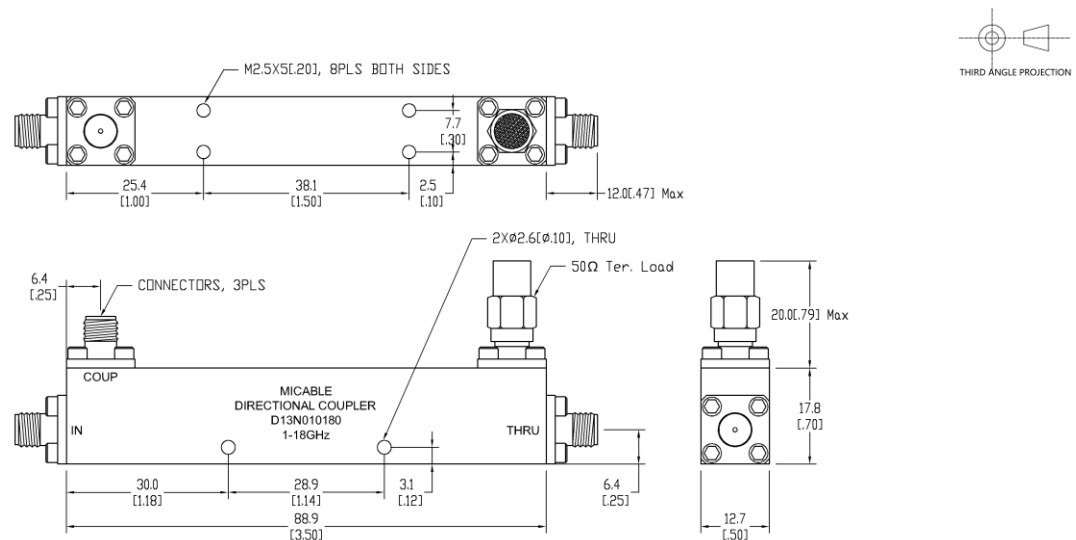 THIRD ANGLE PROJECTION
M2.5X5[.20], 8PLS BOTH SIDES
7.7
[.30]
25.4
[1.00]
38.1
[1.50]
2.5
[.10]
12.0[.47] Max
2XØ2.6[Ø.10], THRU
50Ω Ter. Load
6.4
[.25]
CONNECTORS, 3PLS
20.0[.79] Max
COUP
MICABLE
DIRECTIONAL COUPLER
D13N010180
1-18GHz
IN
THRU
17.8
[.70]
30.0
[1.18]
28.9
[1.14]
3.1
[.12]
6.4
[.25]
88.9
[3.50]
12.7
[.50]